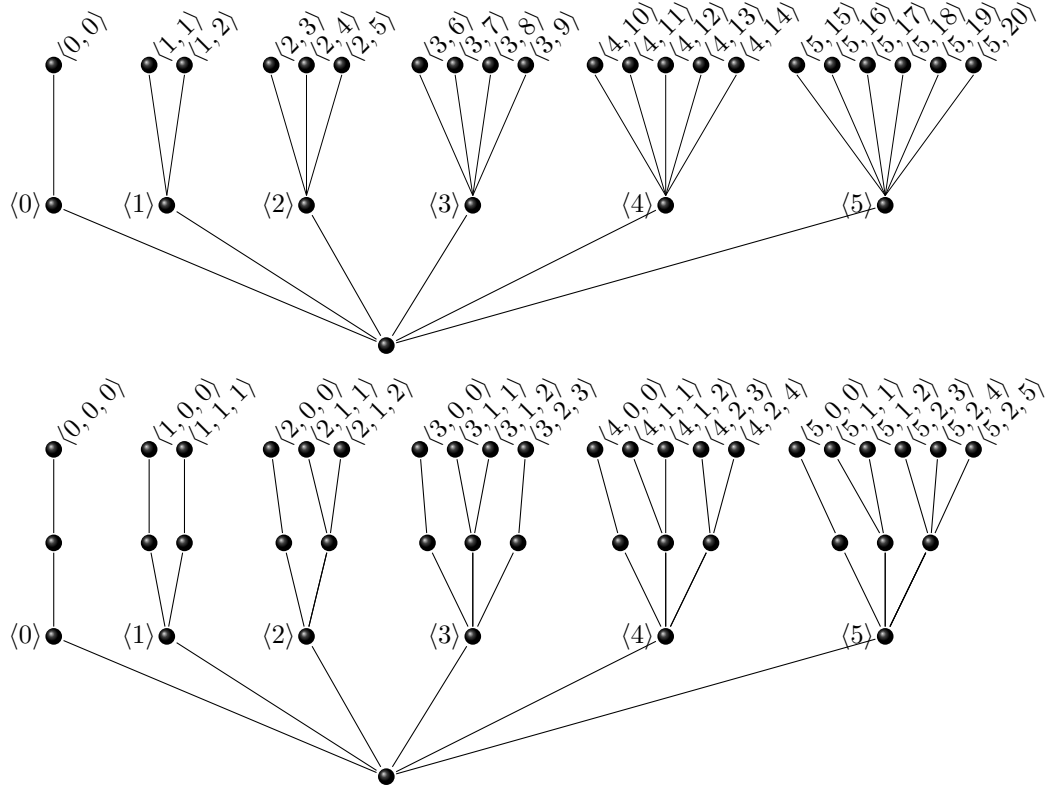 ⟨0, 0⟩ ⟨1, 1⟩ ⟨1, 2⟩ ⟨2, 3⟩ ⟨2, 4⟩ ⟨2, 5⟩ ⟨3, 6⟩ ⟨3, 7⟩ ⟨3, 8⟩ ⟨3, 9⟩ ⟨4, 10⟩ ⟨4, 11⟩ ⟨4, 12⟩ ⟨4, 13⟩ ⟨4, 14⟩ ⟨5, 15⟩ ⟨5, 16⟩ ⟨5, 17⟩ ⟨5, 18⟩ ⟨5, 19⟩ ⟨5, 20⟩
⟨0⟩ ⟨1⟩ ⟨2⟩ ⟨3⟩ ⟨4⟩ ⟨5⟩
⟨0, 0, 0⟩ ⟨1, 0, 0⟩ ⟨1, 1, 1⟩ ⟨2, 0, 0⟩ ⟨2, 1, 1⟩ ⟨2, 1, 2⟩ ⟨3, 0, 0⟩ ⟨3, 1, 1⟩ ⟨3, 1, 2⟩ ⟨3, 2, 3⟩ ⟨4, 0, 0⟩ ⟨4, 1, 1⟩ ⟨4, 1, 2⟩ ⟨4, 2, 3⟩ ⟨4, 2, 4⟩ ⟨5, 0, 0⟩ ⟨5, 1, 1⟩ ⟨5, 1, 2⟩ ⟨5, 2, 3⟩ ⟨5, 2, 4⟩ ⟨5, 2, 5⟩
⟨0⟩ ⟨1⟩ ⟨2⟩ ⟨3⟩ ⟨4⟩ ⟨5⟩